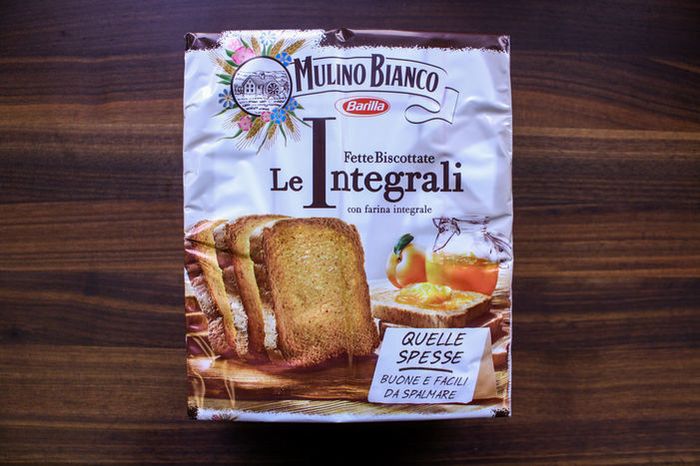 Mulino Bianco
Barilla
Fette Biscottate
Le Integrali
con farina integrale
QUELLE
SPESSE
BUONE E FACILI
DA SPALMARE